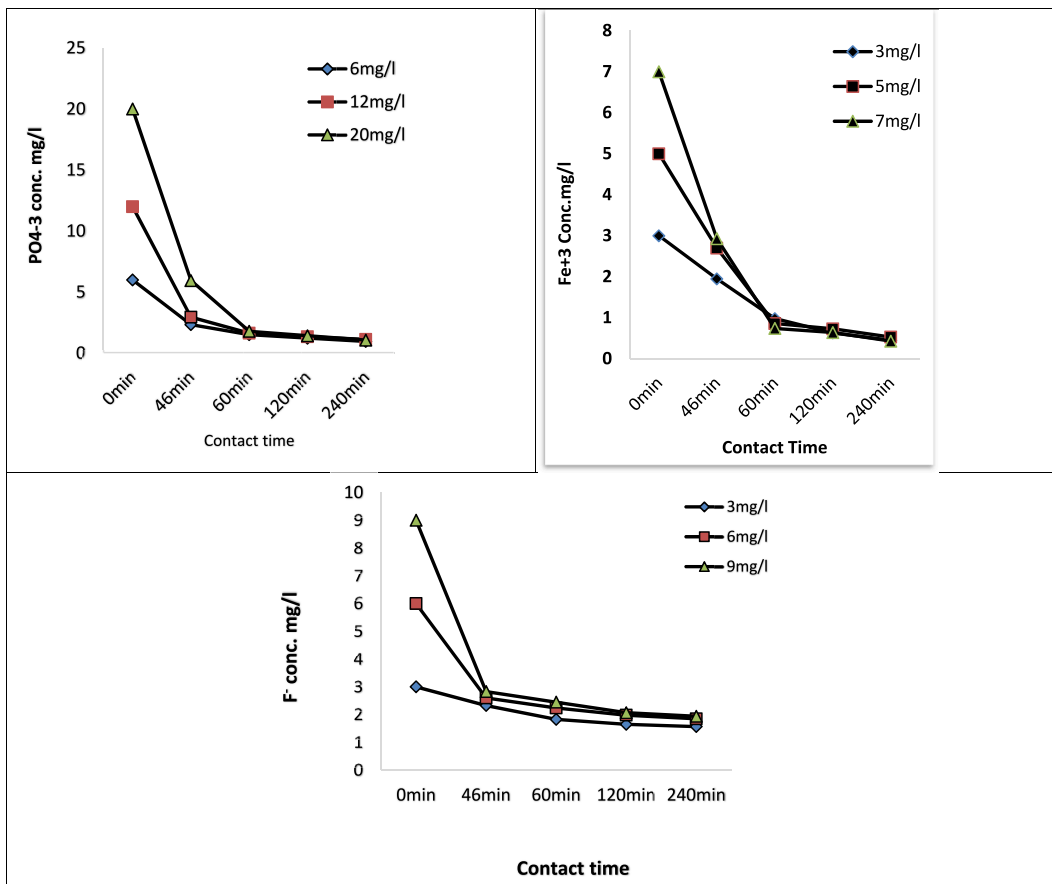 25
20
15
10
5
0
PO4-3 conc. mg/l
6mg/l
12mg/l
20mg/l
0min
46min
60min
120min
240min
Contact time
8
7
6
5
4
3
2
1
0
Fe+3 Conc.mg/l
3mg/l
5mg/l
7mg/l
0min
46min
60min
120min
240min
Contact Time
10
9
8
7
6
5
4
3
2
1
0
F- conc. mg/l
3mg/l
6mg/l
9mg/l
0min
46min
60min
120min
240min
Contact time